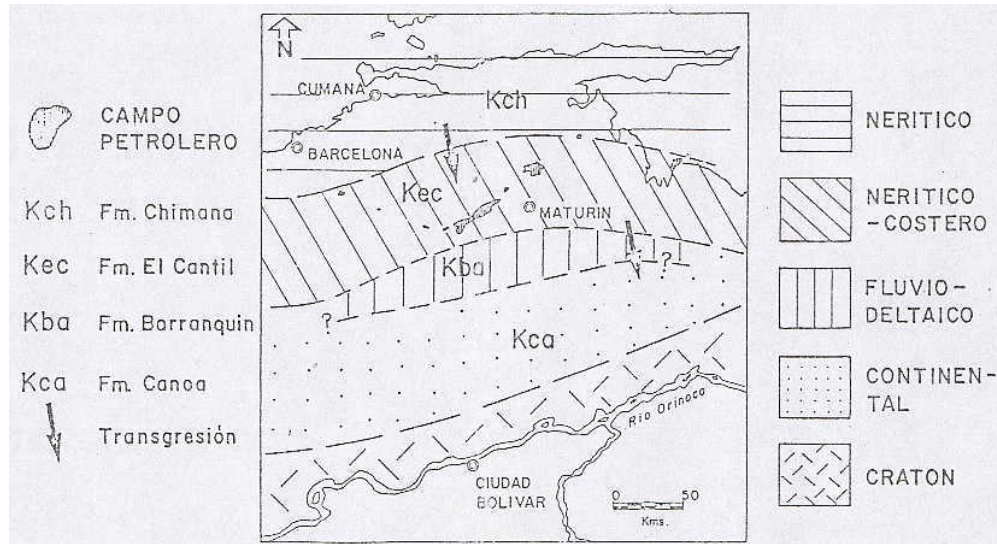 CAMPO
PETROLERO
Kch Fm. Chimana
Kec Fm. El Cantil
Kba Fm. Barranquin
Kca Fm. Canoa
Transgresión
N
CUMANA
Kch
BARCELONA
Kec
MATURIN
Kba
?
?
Kca
Rio Orinoco
CIUDAD
BOLIVAR
0 50
Kms.
NERITICO
NERITICO
-COSTERO
FLUVIO-
DELTAICO
CONTINEN-
TAL
CRATON